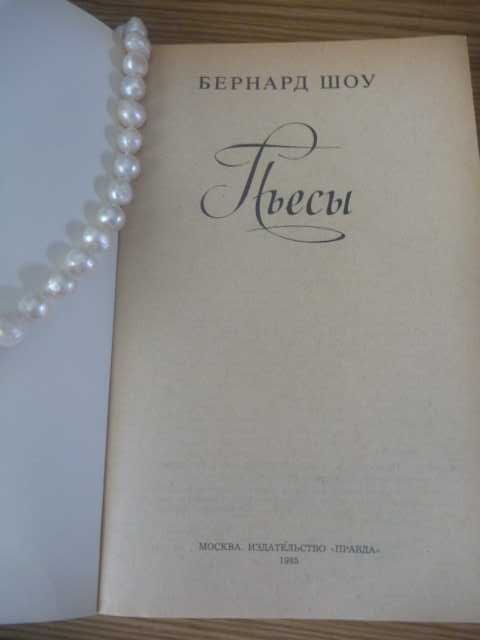 БЕРНАРД ШОУ
Пьесы
МОСКВА. ИЗДАТЕЛЬСТВО «ПРАВДА»
1985